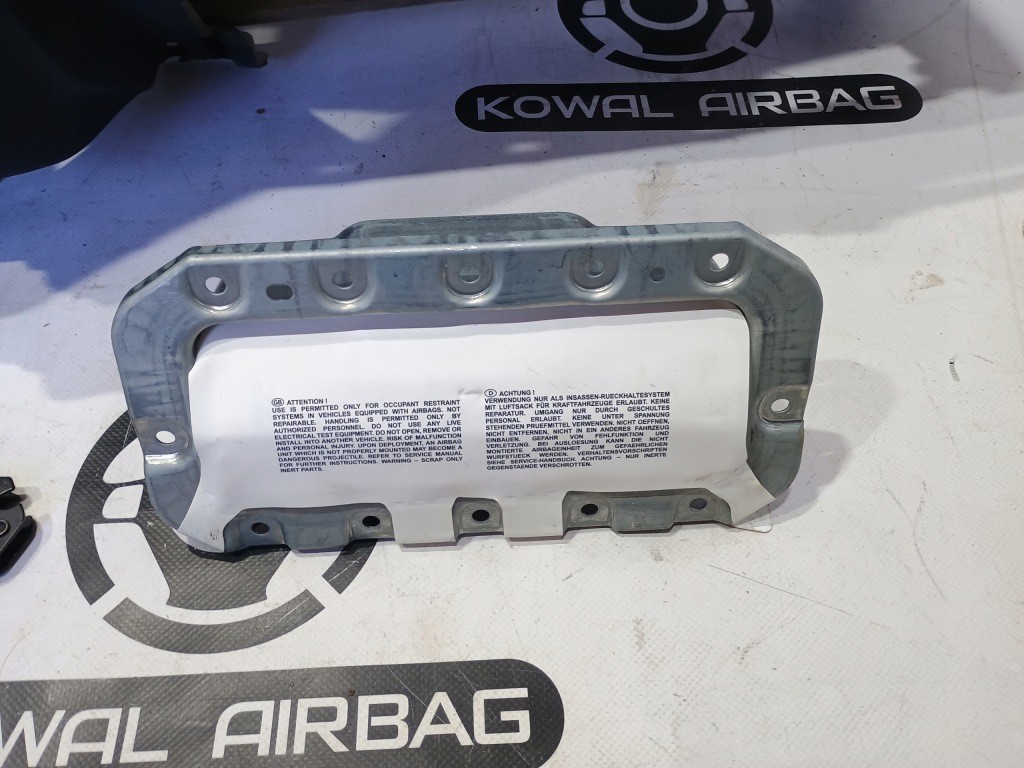 KOWAL AIRBAG
GB ATTENTION !
USE IS PERMITTED ONLY FOR OCCUPANT RESTRAINT
SYSTEMS IN VEHICLES EQUIPPED WITH AIRBAGS. NOT
REPAIRABLE. HANDLING IS PERMITTED ONLY BY
AUTHORIZED PERSONNEL. DO NOT USE ANY LIVE
ELECTRICAL TEST EQUIPMENT. DO NOT OPEN, REMOVE OR
INSTALL INTO ANOTHER VEHICLE. RISK OF MALFUNCTION
AND PERSONAL INJURY. UPON DEPLOYMENT, AN AIRBAG
UNIT WHICH IS NOT PROPERLY MOUNTED MAY BECOME A
DANGEROUS PROJECTILE. REFER TO SERVICE MANUAL
FOR FURTHER INSTRUCTIONS. WARNING – SCRAP ONLY
INERT PARTS.
D ACHTUNG !
VERWENDUNG NUR ALS INSASSEN-RUECKHALTESYSTEM
MIT LUFTSACK FÜR KRAFTFAHRZEUGE ERLAUBT. KEINE
REPARATUR. UMGANG NUR DURCH GESCHULTES
PERSONAL ERLAUBT. KEINE UNTER SPANNUNG
STEHENDEN PRUEFMITTEL VERWENDEN. NICHT OEFFNEN,
NICHT ENTFERNEN, NICHT IN EIN ANDERES FAHRZEUG
EINBAUEN. GEFAHR VON FEHLFUNKTION UND
VERLETZUNG. BEI AUSLOESUNG KANN DIE NICHT
MONTIERTE AIRBAGEINHEIT ZUM GEFAEHRLICHEN
WURFSTUECK WERDEN. VERHALTENSVORSCHRIFTEN
SIEHE SERVICE-HANDBUCH. ACHTUNG – NUR INERTE
GEGENSTAENDE VERSCHROTTEN.
OWAL AIRBAG